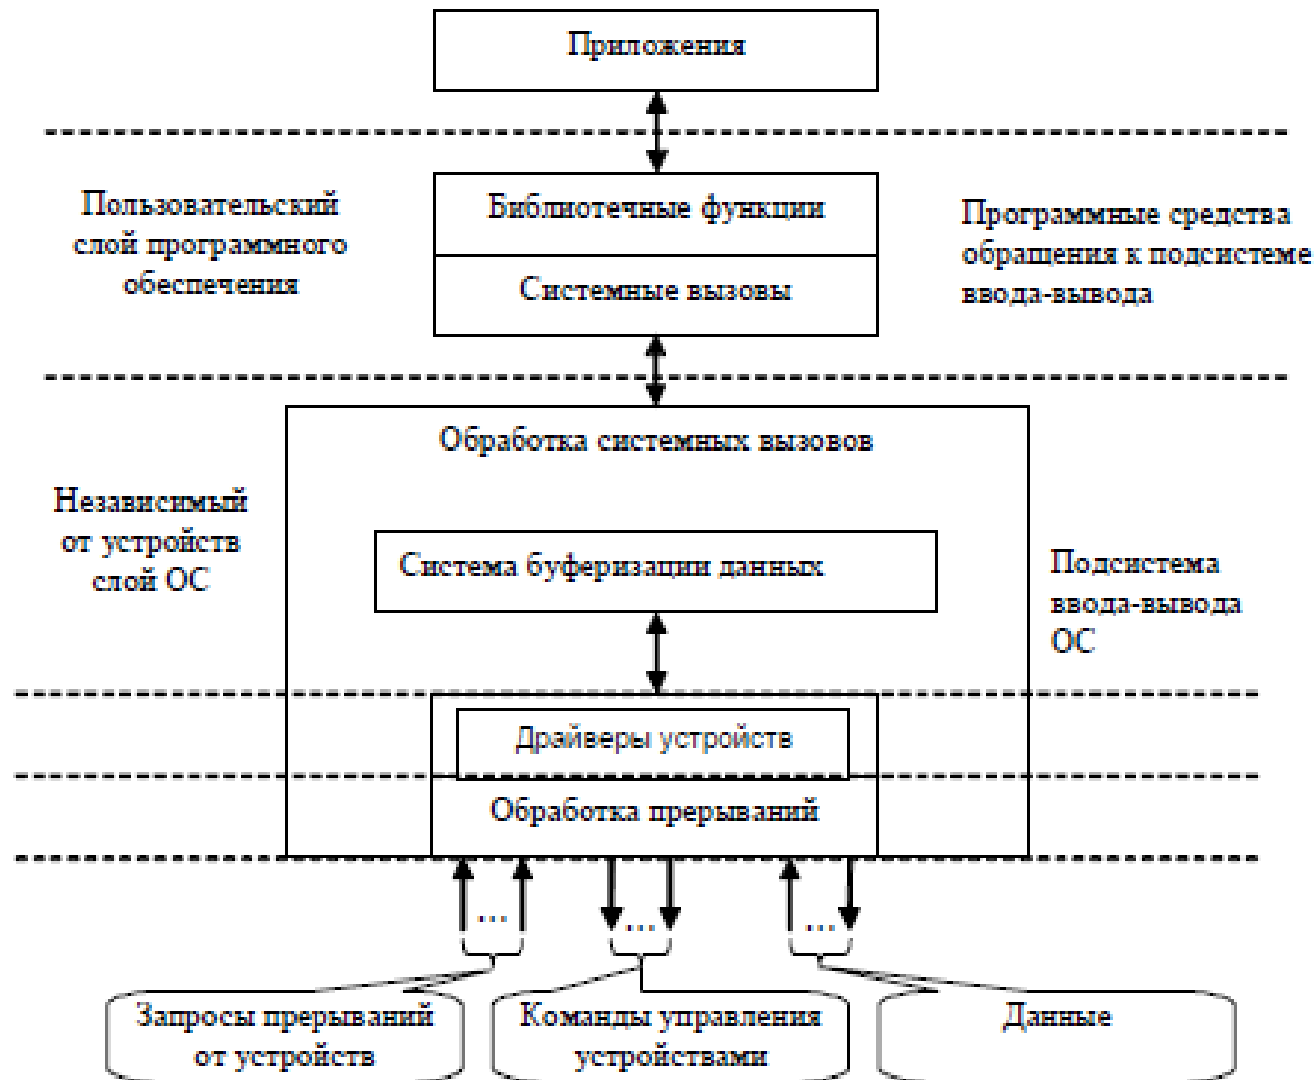 Приложения
Пользовательский
слой программного
обеспечения
Библиотечные функции
Системные вызовы
Программные средства
обращения к подсистеме
ввода-вывода
Обработка системных вызовов
Независимый
от устройств
слой ОС
Система буферизации данных
Подсистема
ввода-вывода
ОС
Драйверы устройств
Обработка прерываний
...
...
...
Запросы прерываний
от устройств
Команды управления
устройствами
Данные